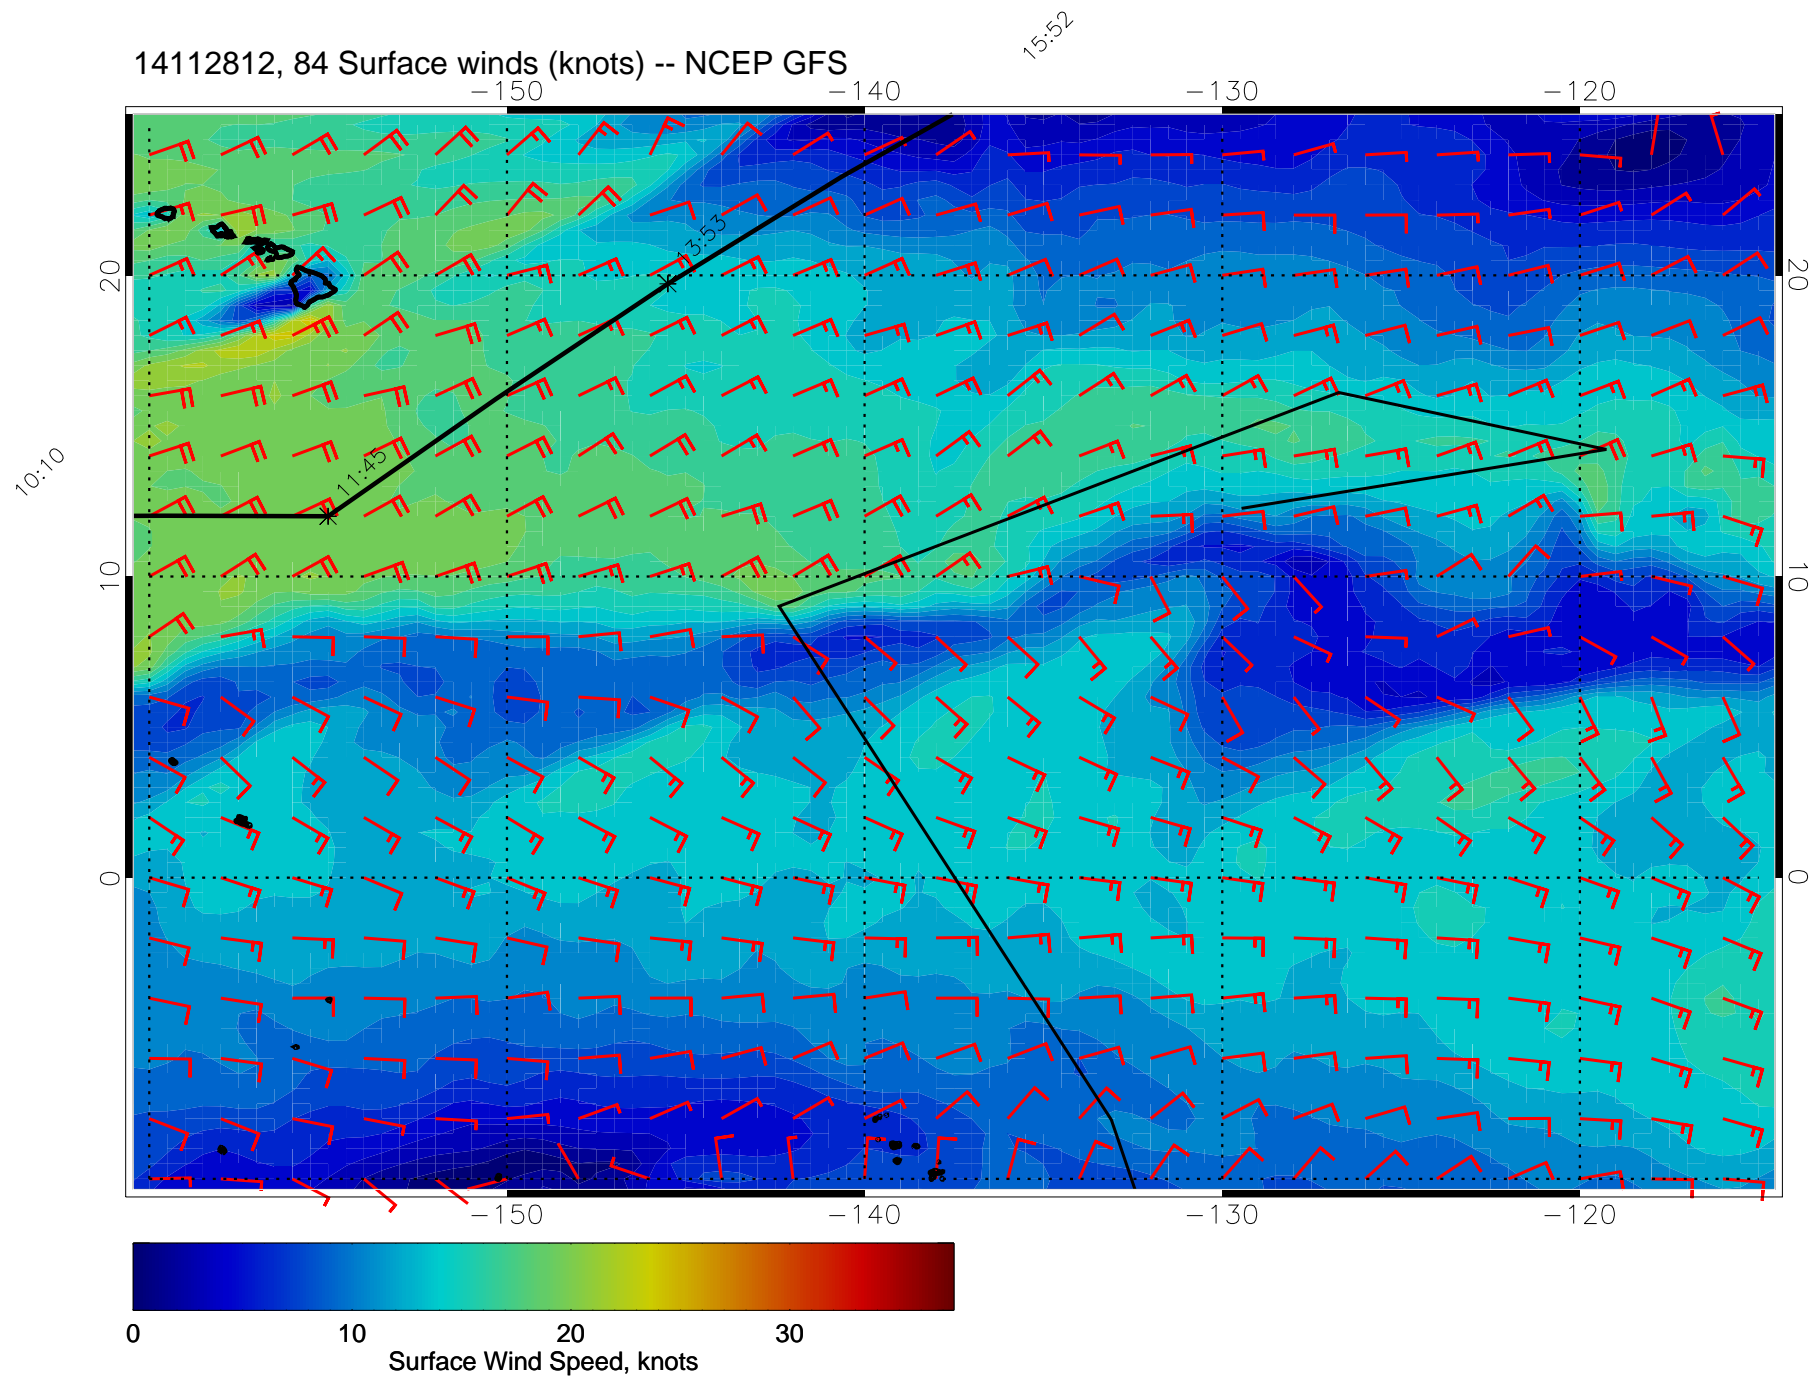 15:52
14112812, 84 Surface winds (knots) -- NCEP GFS
-150 -140 -130 -120
13:53
20 20
11:45
10:10
10 10
0 0
-150 -140 -130 -120
0 10 20 30
Surface Wind Speed, knots